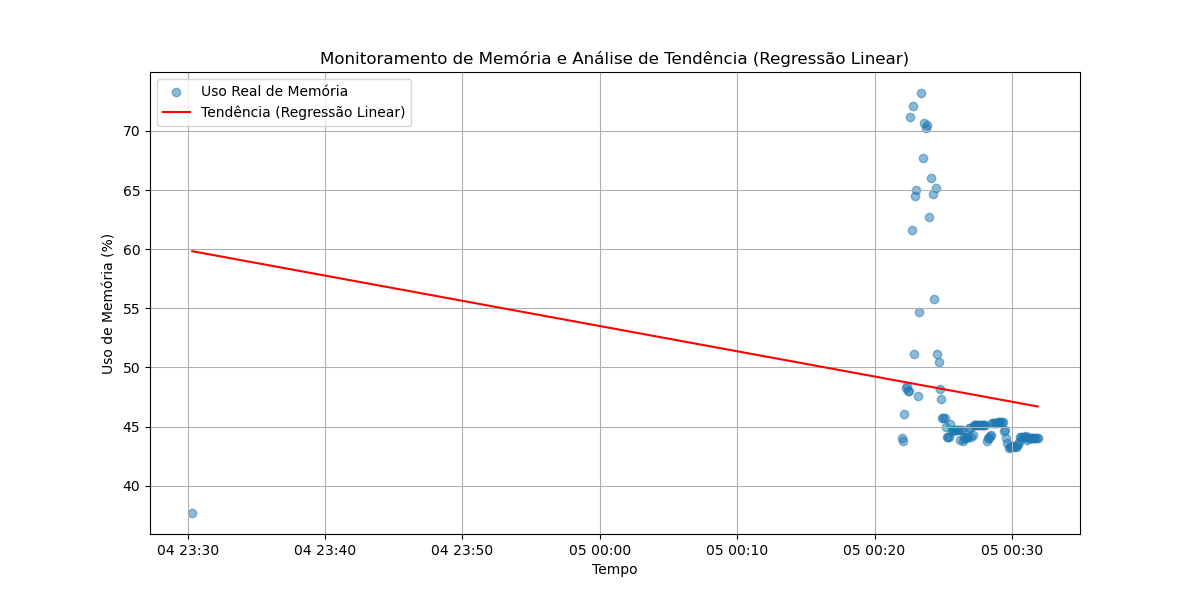 Monitoramento de Memória e Análise de Tendência (Regressão Linear)
Uso Real de Memória
Tendência (Regressão Linear)
Uso de Memória (%)
70
65
60
55
50
45
40
04 23:30
04 23:40
04 23:50
05 00:00
05 00:10
05 00:20
05 00:30
Tempo